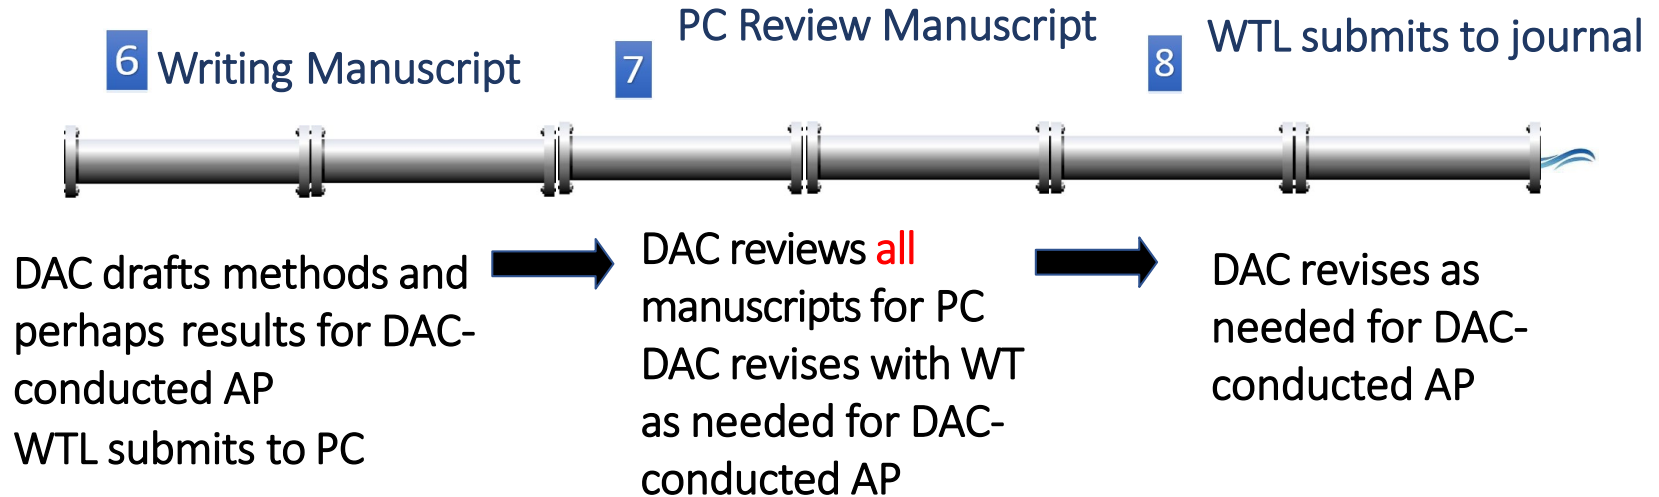 6 Writing Manuscript
7 PC Review Manuscript
8 WTL submits to journal
DAC drafts methods and
perhaps results for DAC-
conducted AP
WTL submits to PC
DAC reviews all
manuscripts for PC
DAC revises with WT
as needed for DAC-
conducted AP
DAC revises as
needed for DAC-
conducted AP